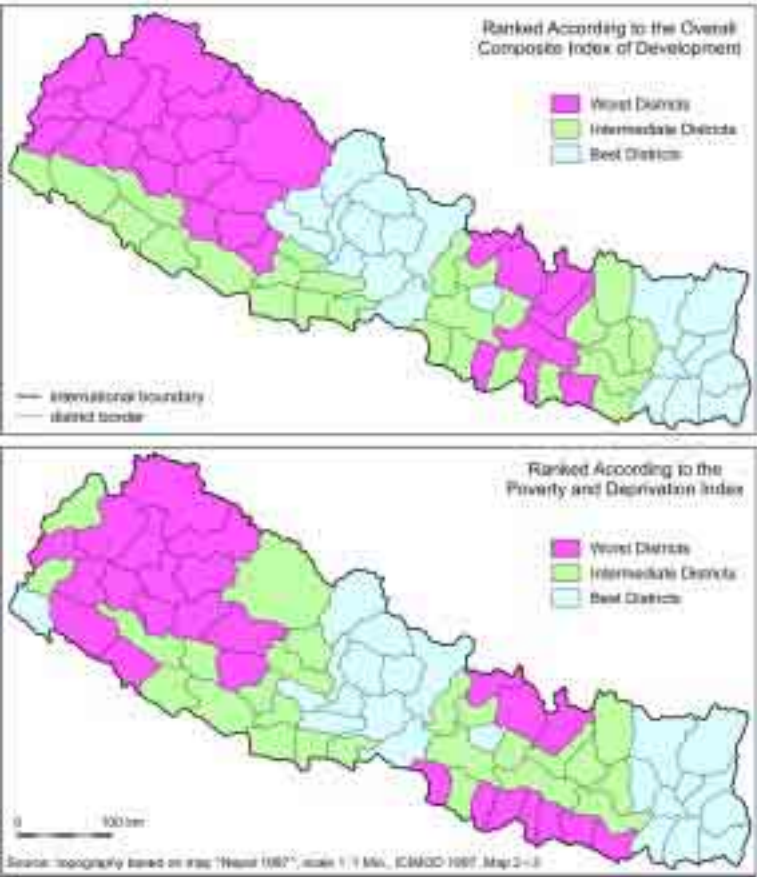 Ranked According to the Overall
Composite Index of Development
Worst Districts
Intermediate Districts
Best Districts
international boundary
district border
Ranked According to the
Poverty and Deprivation Index
Worst Districts
Intermediate Districts
Best Districts
0 100 km
Source: topography based on map "Nepal 1997", scale 1:1 Mio., ICIMOD 1997, Map 2-3